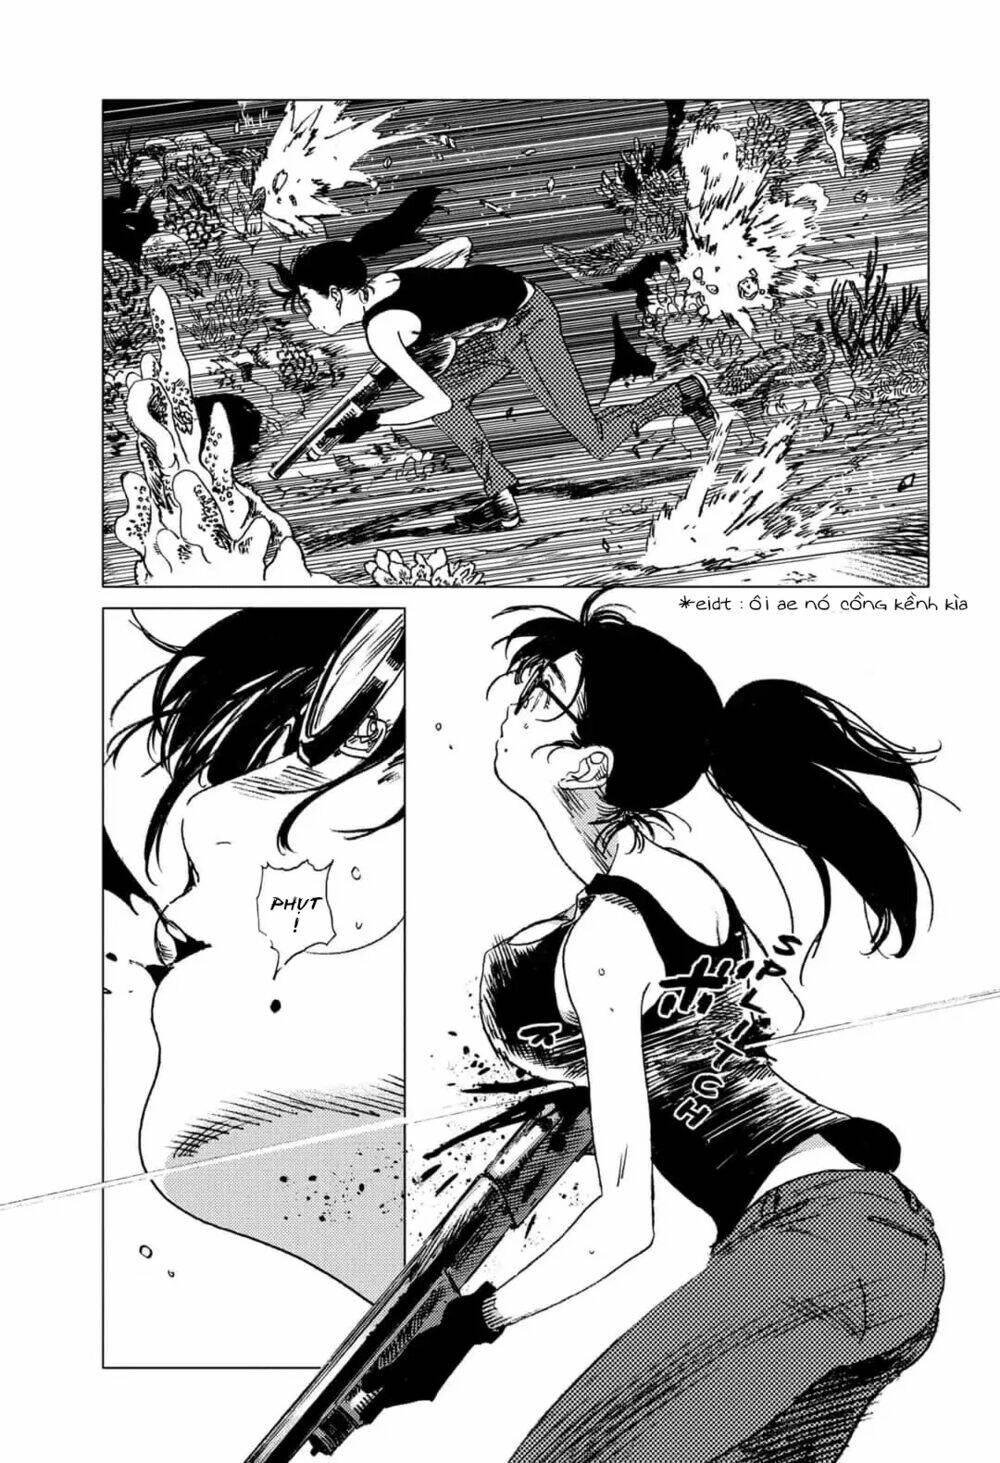 *eidt : ôi ae nó cồng kềnh kìa
PHỤT
!
SPLITCH